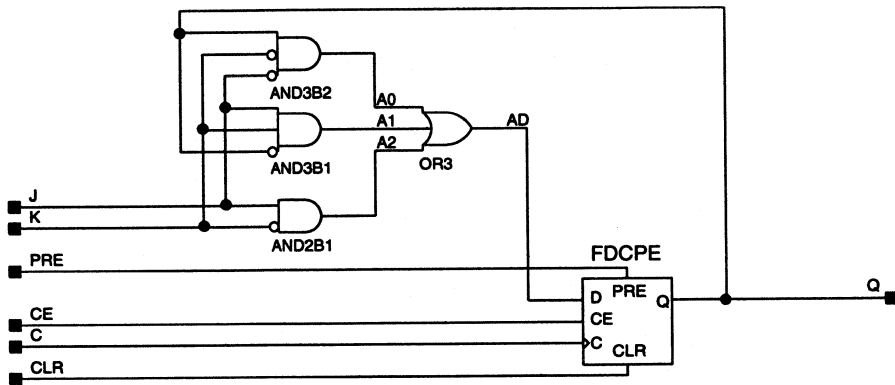 AND3B2
A0
A1
AD
A2
AND3B1
OR3
J
K
AND2B1
PRE
FDCPE
D
PRE
Q
Q
CE
CE
C
C
CLR
CLR